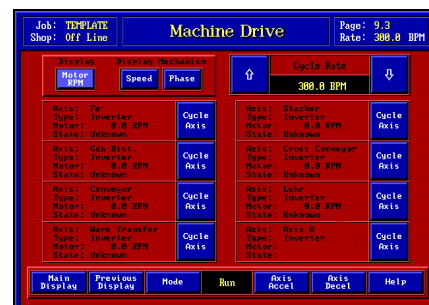 Job: TEMPLATE
Shop: Off Line
Machine Drive
Page: 9.3
Rate: 300.0 BPM
Display
Display Mechanism
Motor RPM
Speed
Phase
Cycle Rate
300.0 BPM
Axis: Fe
Type: Inverter
Motor: 0.0 RPM
State: Unknown
Cycle Axis
Axis: Stacker
Type: Inverter
Motor: 0.0 RPM
State: Unknown
Cycle Axis
Axis: Gob Dist.
Type: Inverter
Motor: 0.0 RPM
State: Unknown
Cycle Axis
Axis: Cross Conveyor
Type: Inverter
Motor: 0.0 RPM
State: Unknown
Cycle Axis
Axis: Conveyor
Type: Inverter
Motor: 0.0 RPM
State: Unknown
Cycle Axis
Axis: Lehr
Type: Inverter
Motor: 0.0 RPM
State: Unknown
Cycle Axis
Axis: Ware Transfer
Type: Inverter
Motor: 0.0 RPM
State: Unknown
Cycle Axis
Axis:
Type: Inverter
Motor:
State:
Cycle Axis
Main Display
Previous Display
Mode
Run
Axis Accel
Axis Decel
Help